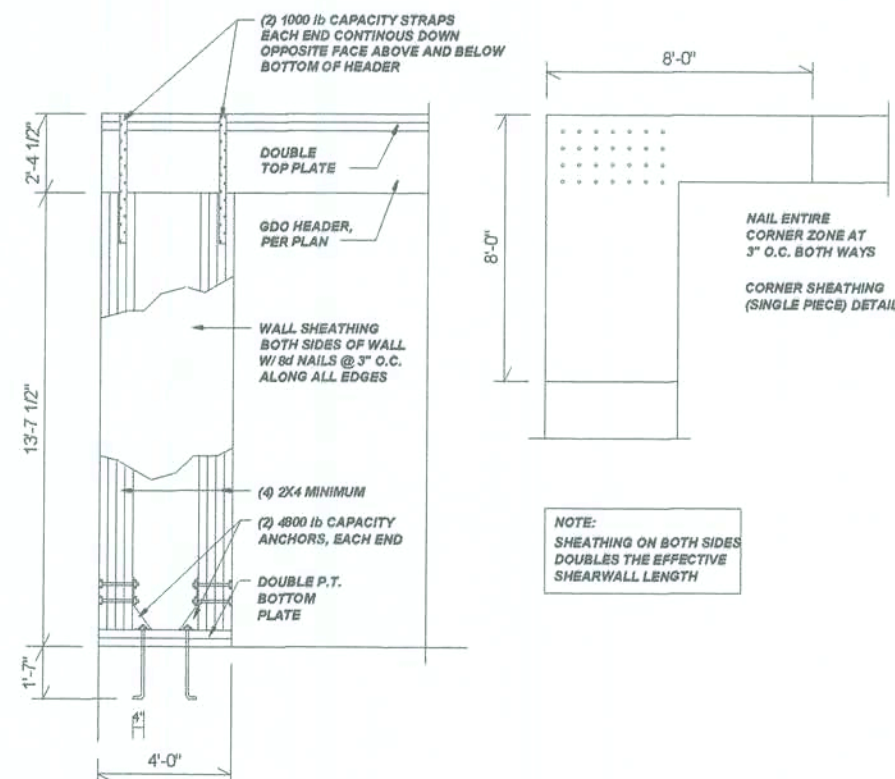 (2) 1000 lb CAPACITY STRAPS
EACH END CONTINOUS DOWN
OPPOSITE FACE ABOVE AND BELOW
BOTTOM OF HEADER
2'-4 1/2"
DOUBLE
TOP PLATE
GDO HEADER,
PER PLAN
WALL SHEATHING
BOTH SIDES OF WALL
W/ 8d NAILS @ 3" O.C.
ALONG ALL EDGES
13'-7 1/2"
(4) 2X4 MINIMUM
(2) 4800 lb CAPACITY
ANCHORS, EACH END
DOUBLE P.T.
BOTTOM
PLATE
1'-7"
4"
4'-0"
8'-0"
8'-0"
NAIL ENTIRE
CORNER ZONE AT
3" O.C. BOTH WAYS
CORNER SHEATHING
(SINGLE PIECE) DETAIL
NOTE:
SHEATHING ON BOTH SIDES
DOUBLES THE EFFECTIVE
SHEARWALL LENGTH